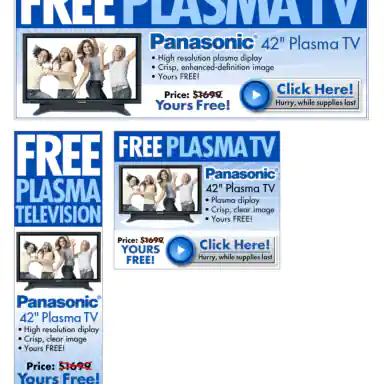 FREE PLASMA TV
Panasonic® 42" Plasma TV
• High resolution plasma diplay
• Crisp, enhanced-definition image
• Yours FREE!
Price: $1699
Yours Free!
Click Here!
Hurry, while supplies last
FREE
PLASMA
TELEVISION
Panasonic®
42" Plasma TV
• High resolution diplay
• Crisp, clear image
• Yours FREE!
Price: $1699
Yours Free!
FREE PLASMA TV
Panasonic®
42" Plasma TV
• Plasma diplay
• Crisp, clear image
• Yours FREE!
Price: $1699
YOURS
FREE!
Click Here!
Hurry, while supplies last